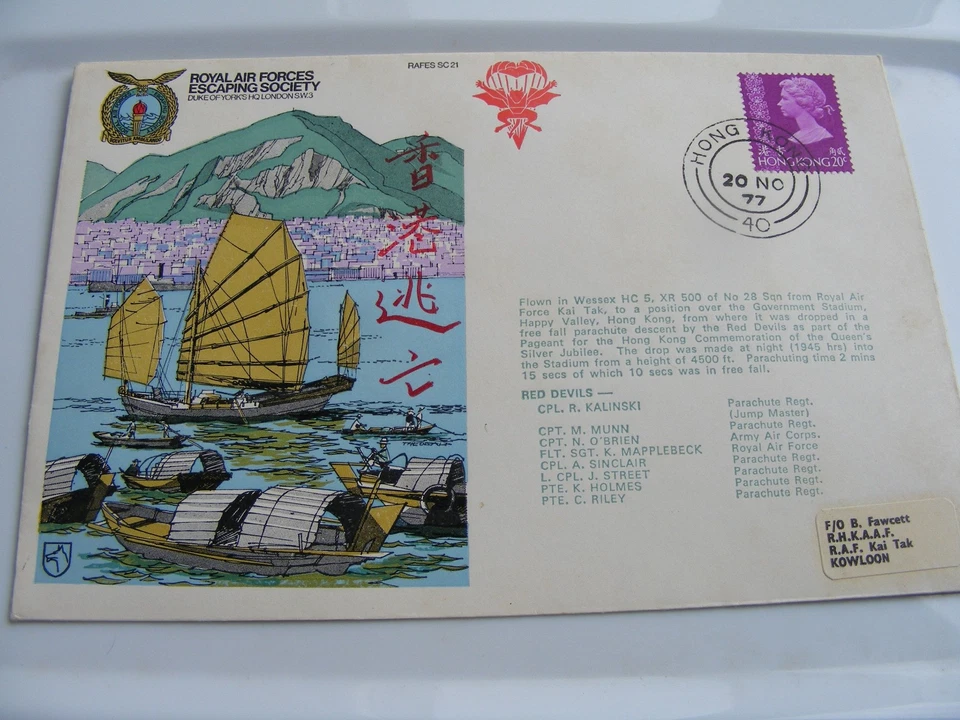 RAFES SC 21
ROYAL AIR FORCES
ESCAPING SOCIETY
DUKE OF YORK'S HQ LONDON S.W.3
香港逃亡
HONG KONG
20 NO
77
40
HONG KONG 20c
Flown in Wessex HC 5, XR 500 of No 28 Sqn from Royal Air
Force Kai Tak, to a position over the Government Stadium,
Happy Valley, Hong Kong, from where it was dropped in a
free fall parachute descent by the Red Devils as part of the
Pageant for the Hong Kong Commemoration of the Queen's
Silver Jubilee. The drop was made at night (1945 hrs) into
the Stadium from a height of 4500 ft. Parachuting time 2 mins
15 secs of which 10 secs was in free fall.
RED DEVILS —
CPL. R. KALINSKI Parachute Regt.
(Jump Master)
CPT. M. MUNN Parachute Regt.
CPT. N. O'BRIEN Army Air Corps.
FLT. SGT. K. MAPPLEBECK Royal Air Force
CPL. A. SINCLAIR Parachute Regt.
L. CPL. J. STREET Parachute Regt.
PTE. K. HOLMES Parachute Regt.
PTE. C. RILEY Parachute Regt.
F/O B. Fawcett
R.H.K.A.A.F.
R.A.F. Kai Tak
KOWLOON